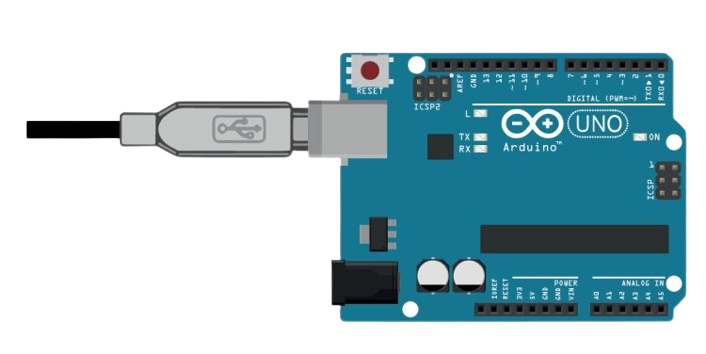 RESET
ICSP2
AREF
GND
13
12
~11
~10
~9
8
7
~6
~5
4
~3
2
TX0▶1
RX0◀0
DIGITAL (PWM=~)
L
TX
RX
Arduino™
UNO
ON
1
ICSP
IOREF
RESET
3V3
5V
GND
GND
VIN
POWER
ANALOG IN
A0
A1
A2
A3
A4
A5